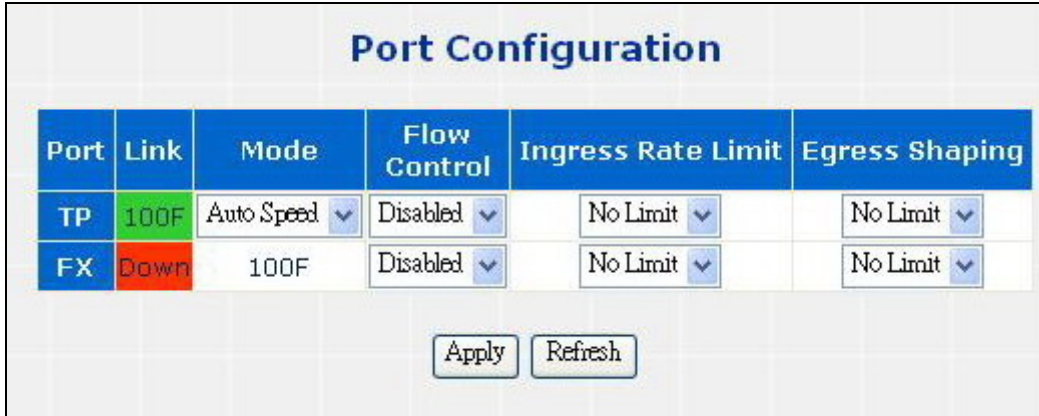 Port Configuration
Port Link Mode Flow Control Ingress Rate Limit Egress Shaping
TP 100F Auto Speed Disabled No Limit No Limit
FX Down 100F Disabled No Limit No Limit
Apply Refresh